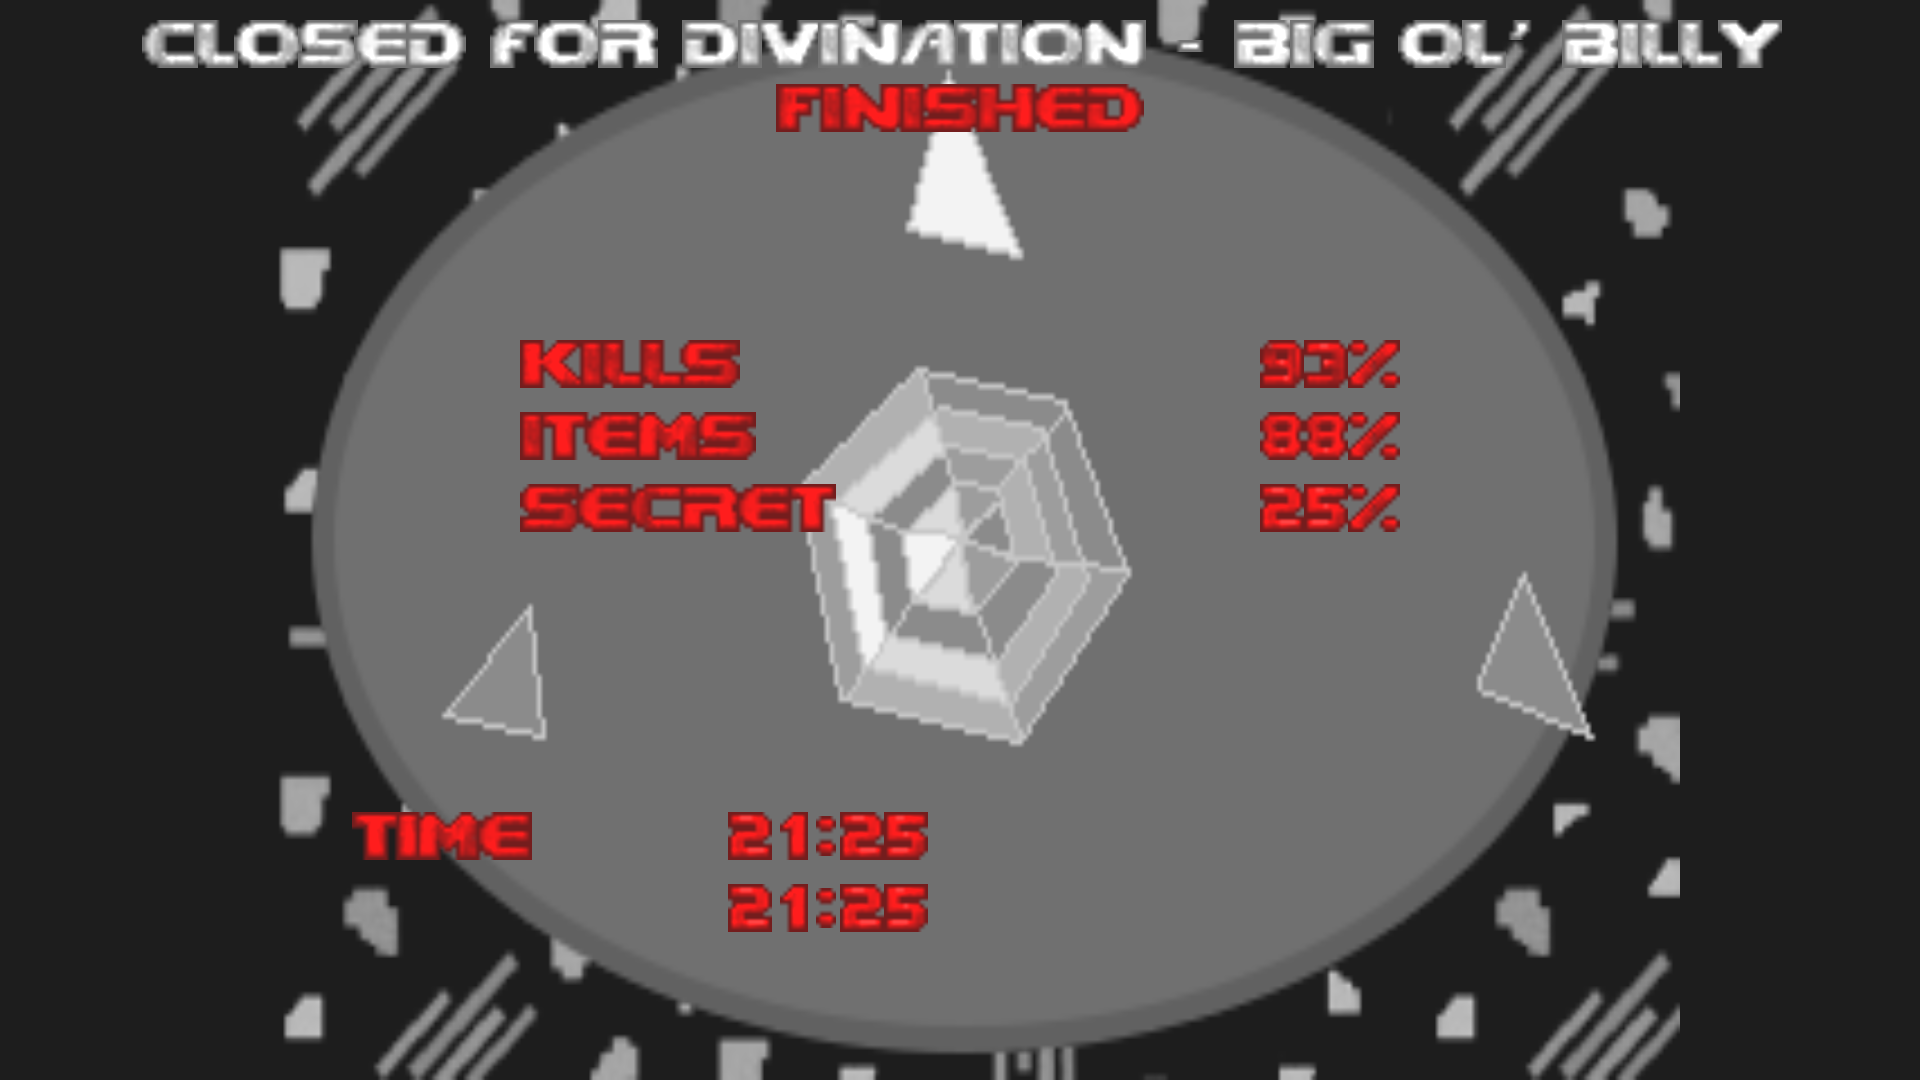 CLOSED FOR DIVINATION - BIG OL' BILLY
FINISHED
KILLS 93%
ITEMS 88%
SECRET 25%
TIME 21:25
21:25